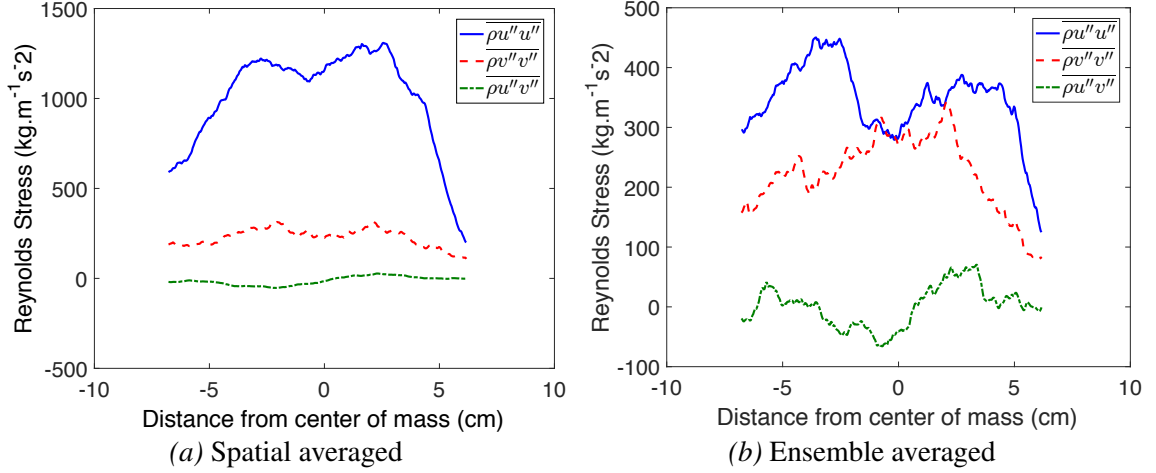 1500
1000
500
0
-500
-10
-5
0
5
10
Reynolds Stress (kg.m^-1s^-2)
Distance from center of mass (cm)
ρu″u″
ρv″v″
ρu″v″
(a) Spatial averaged
500
400
300
200
100
0
-100
-10
-5
0
5
10
Reynolds Stress (kg.m^-1s^-2)
Distance from center of mass (cm)
ρu″u″
ρv″v″
ρu″v″
(b) Ensemble averaged